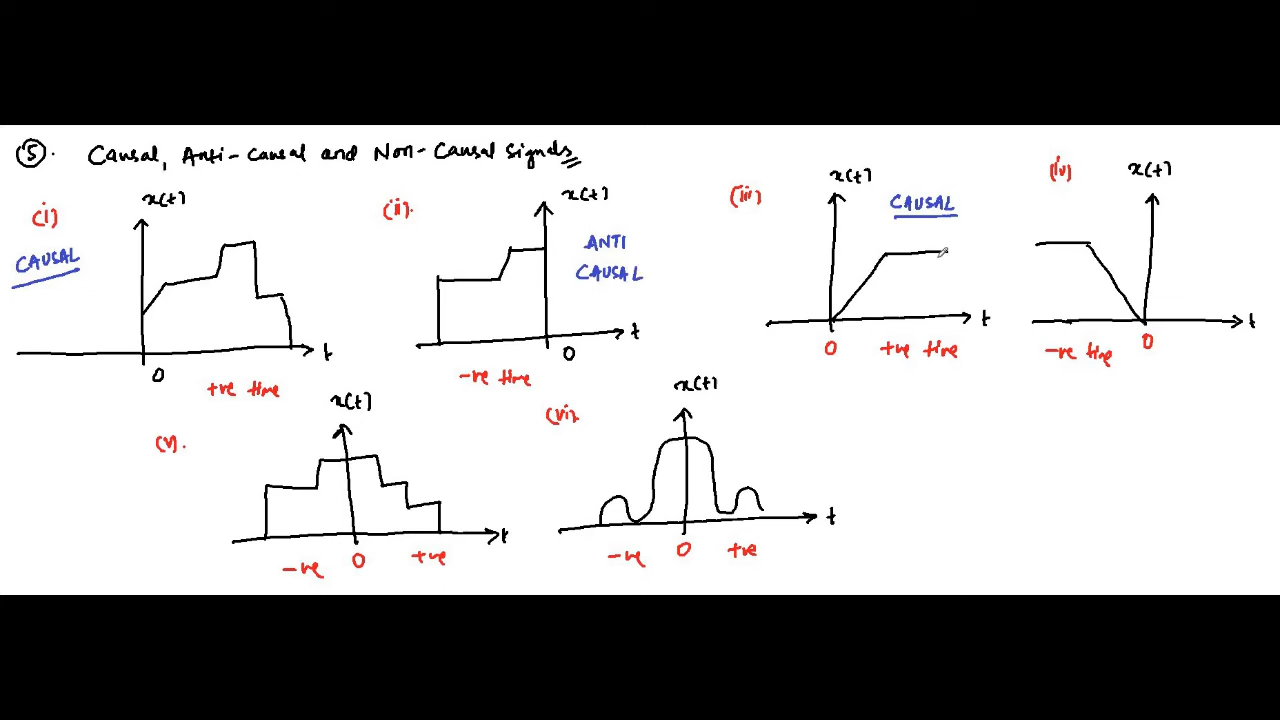 (5). Causal, Anti-Causal and Non-Causal Signals
(i)
CAUSAL
x(t)
t
0
+ve time
(ii).
x(t)
ANTI
CAUSAL
t
0
-ve time
(iii)
x(t)
CAUSAL
t
0
+ve time
(iv)
x(t)
t
0
-ve time
(v).
x(t)
t
-ve
0
+ve
(vi).
x(t)
t
-ve
0
+ve